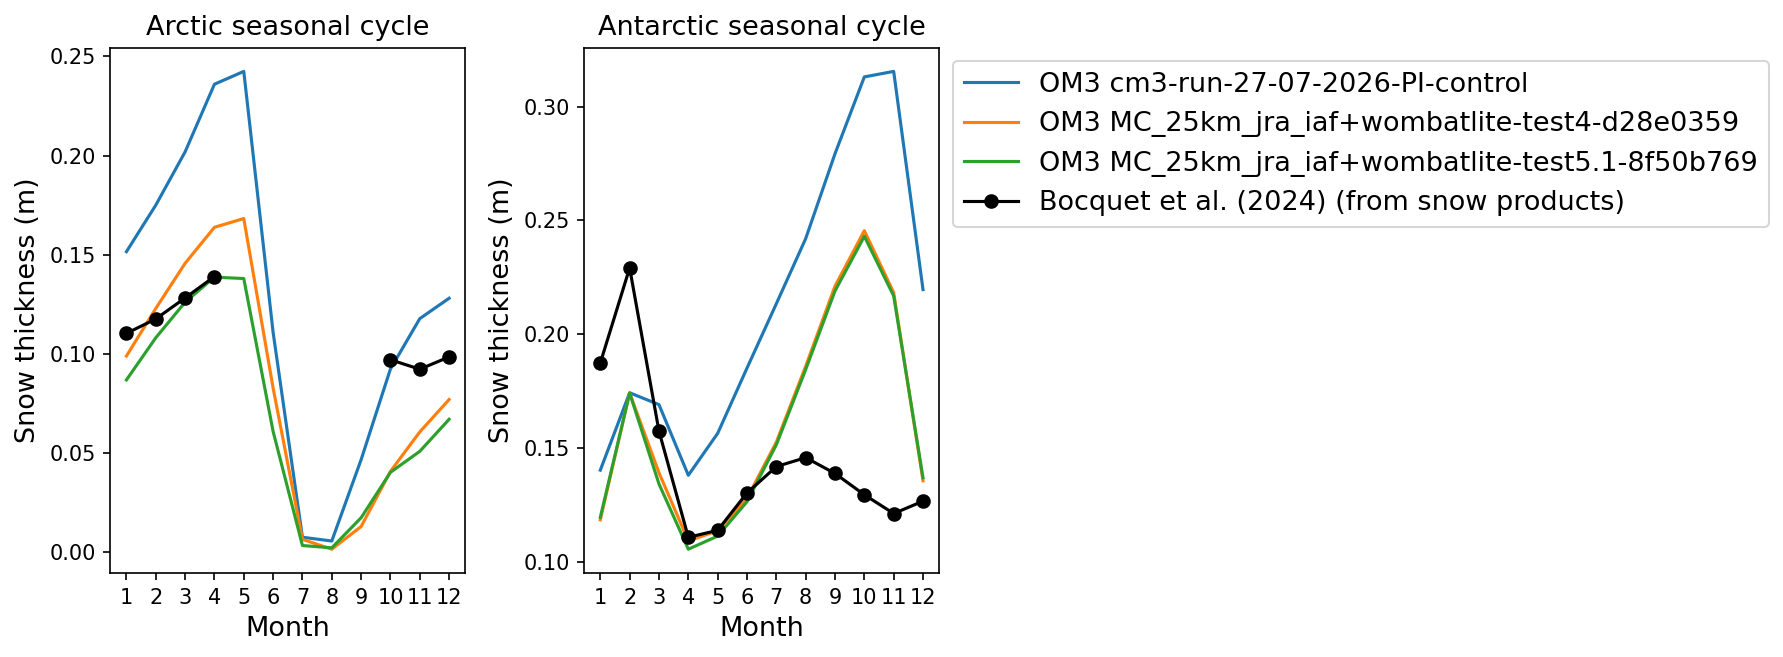 Arctic seasonal cycle
Snow thickness (m)
0.25
0.20
0.15
0.10
0.05
0.00
1 2 3 4 5 6 7 8 9 10 11 12
Month
Antarctic seasonal cycle
Snow thickness (m)
0.30
0.25
0.20
0.15
0.10
1 2 3 4 5 6 7 8 9 10 11 12
Month
OM3 cm3-run-27-07-2026-PI-control
OM3 MC_25km_jra_iaf+wombatlite-test4-d28e0359
OM3 MC_25km_jra_iaf+wombatlite-test5.1-8f50b769
Bocquet et al. (2024) (from snow products)